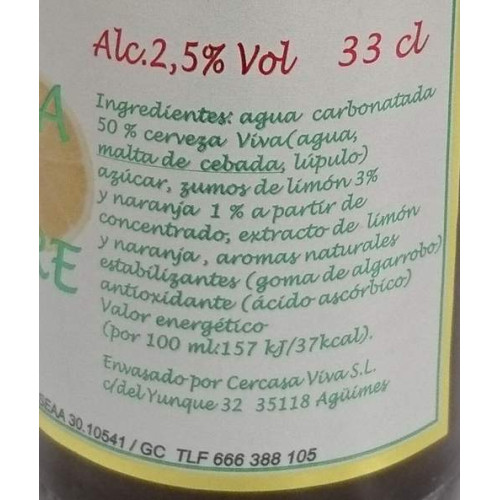 Alc.2,5% Vol 33 cl
Ingredientes: agua carbonatada
50 % cerveza Viva(agua,
malta de cebada, lúpulo)
azúcar, zumos de limón 3%
y naranja 1 % a partir de
concentrado, extracto de limón
y naranja, aromas naturales
estabilizantes (goma de algarrobo)
antioxidante (ácido ascórbico)
Valor energético
(por 100 ml:157 kJ/37kcal).
Envasado por Cercasa Viva S.L.
c/del Yunque 32 35118 Agüimes
30.10541 / GC TLF 666 388 105